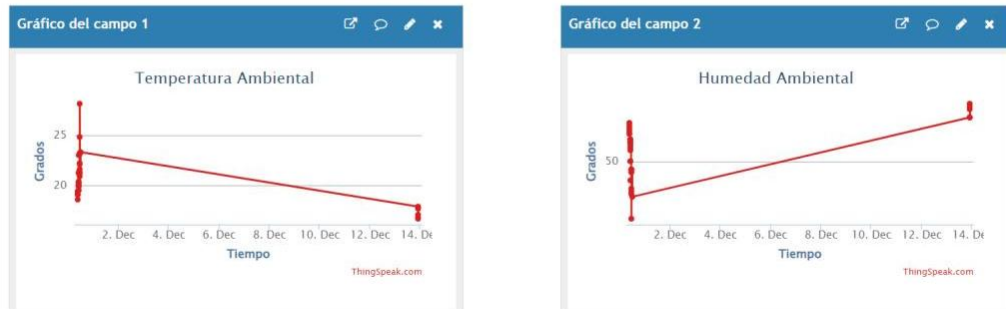 Gráfico del campo 1
Temperatura Ambiental
25
20
Grados
2. Dec 4. Dec 6. Dec 8. Dec 10. Dec 12. Dec 14. De
Tiempo
ThingSpeak.com
Gráfico del campo 2
Humedad Ambiental
50
Grados
2. Dec 4. Dec 6. Dec 8. Dec 10. Dec 12. Dec 14. De
Tiempo
ThingSpeak.com